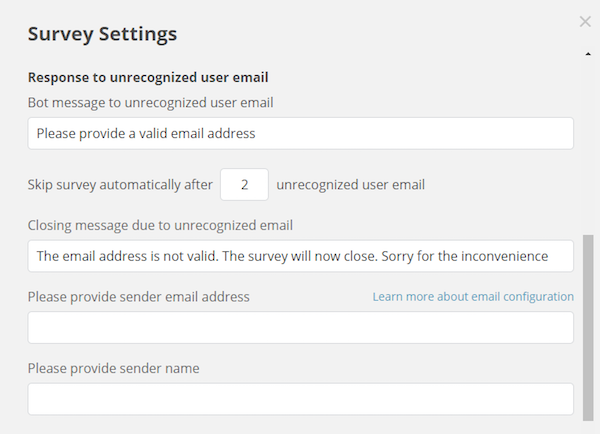 Survey Settings
Response to unrecognized user email
Bot message to unrecognized user email
Please provide a valid email address
Skip survey automatically after 2 unrecognized user email
Closing message due to unrecognized email
The email address is not valid. The survey will now close. Sorry for the inconvenience
Please provide sender email address Learn more about email configuration
Please provide sender name